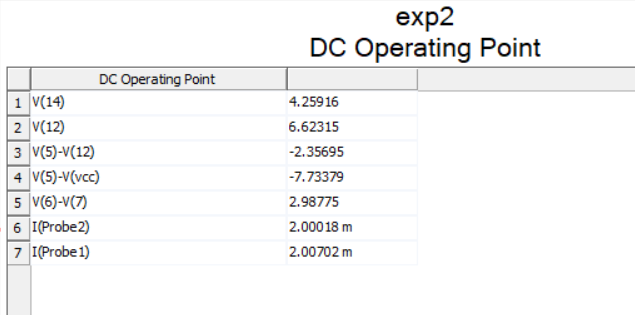 exp2
DC Operating Point
DC Operating Point
1 V(14) 4.25916
2 V(12) 6.62315
3 V(5)-V(12) -2.35695
4 V(5)-V(vcc) -7.73379
5 V(6)-V(7) 2.98775
6 I(Probe2) 2.00018 m
7 I(Probe1) 2.00702 m